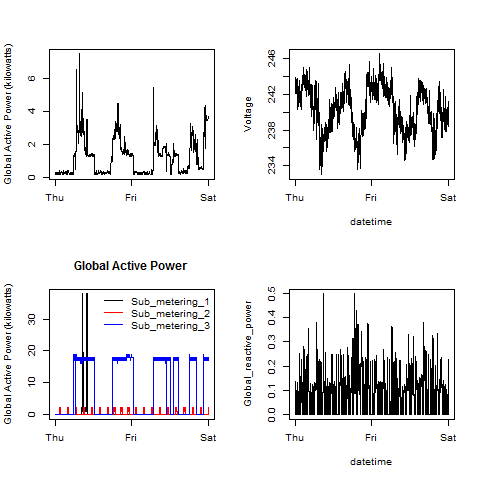 Global Active Power (kilowatts)
0 2 4 6
Thu Fri Sat
Voltage
234 238 242 246
Thu Fri Sat
datetime
Global Active Power
Global Active Power (kilowatts)
0 10 20 30
Sub_metering_1
Sub_metering_2
Sub_metering_3
Thu Fri Sat
Global_reactive_power
0.0 0.1 0.2 0.3 0.4 0.5
Thu Fri Sat
datetime